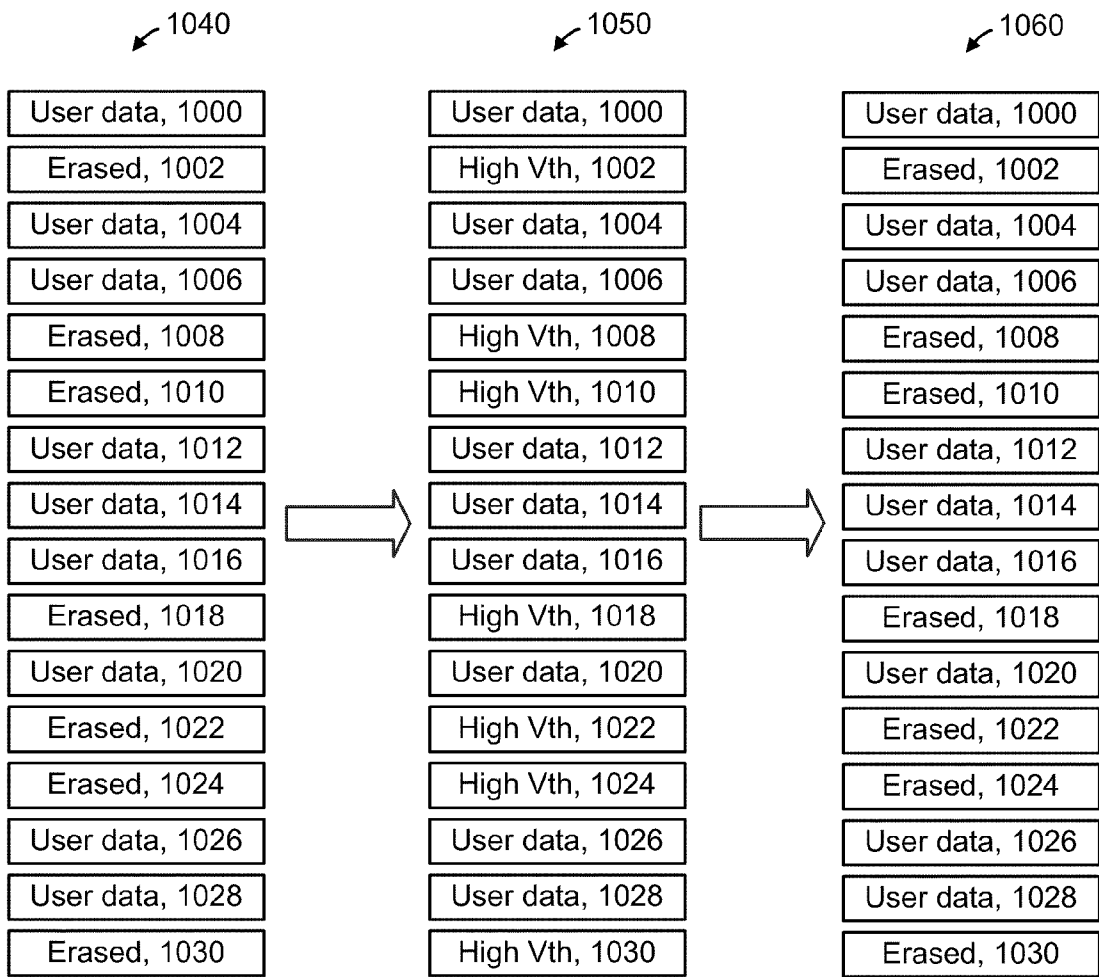 1040
User data, 1000
Erased, 1002
User data, 1004
User data, 1006
Erased, 1008
Erased, 1010
User data, 1012
User data, 1014
User data, 1016
Erased, 1018
User data, 1020
Erased, 1022
Erased, 1024
User data, 1026
User data, 1028
Erased, 1030
1050
User data, 1000
High Vth, 1002
User data, 1004
User data, 1006
High Vth, 1008
High Vth, 1010
User data, 1012
User data, 1014
User data, 1016
High Vth, 1018
User data, 1020
High Vth, 1022
High Vth, 1024
User data, 1026
User data, 1028
High Vth, 1030
1060
User data, 1000
Erased, 1002
User data, 1004
User data, 1006
Erased, 1008
Erased, 1010
User data, 1012
User data, 1014
User data, 1016
Erased, 1018
User data, 1020
Erased, 1022
Erased, 1024
User data, 1026
User data, 1028
Erased, 1030